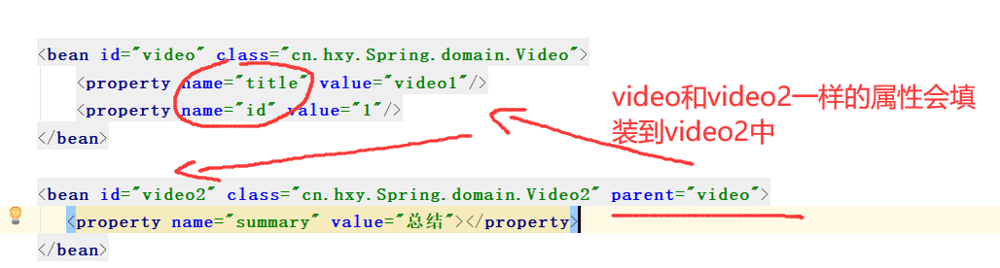 <bean id="video" class="cn.hxy.Spring.domain.Video">
<property name="title" value="video1"/>
<property name="id" value="1"/>
</bean>
video和video2一样的属性会填
装到video2中
<bean id="video2" class="cn.hxy.Spring.domain.Video2" parent="video">
<property name="summary" value="总结"></property>
</bean>